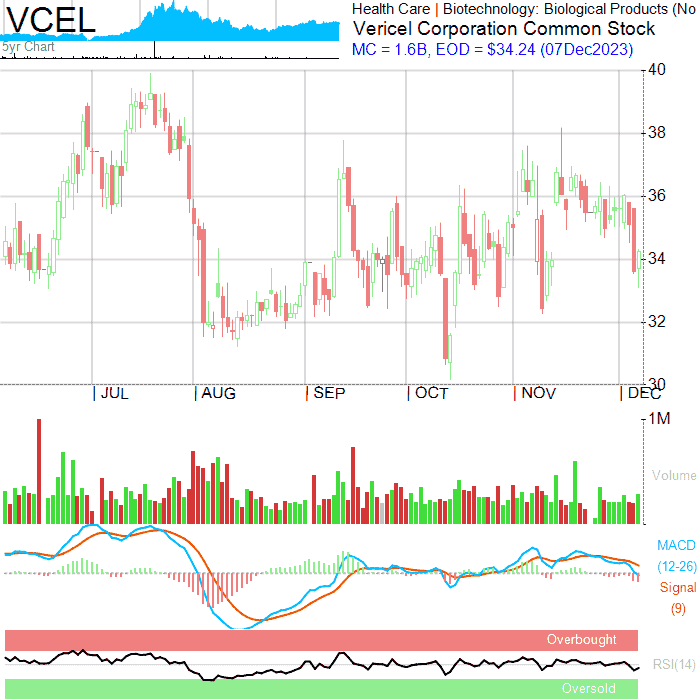 VCEL
5yr Chart
Health Care | Biotechnology: Biological Products (No
Vericel Corporation Common Stock
MC = 1.6B, EOD = $34.24 (07Dec2023)
40
38
36
34
32
30
| JUL | AUG | SEP | OCT | NOV | DEC
1M
Volume
MACD
(12-26)
Signal
(9)
Overbought
RSI(14)
Oversold